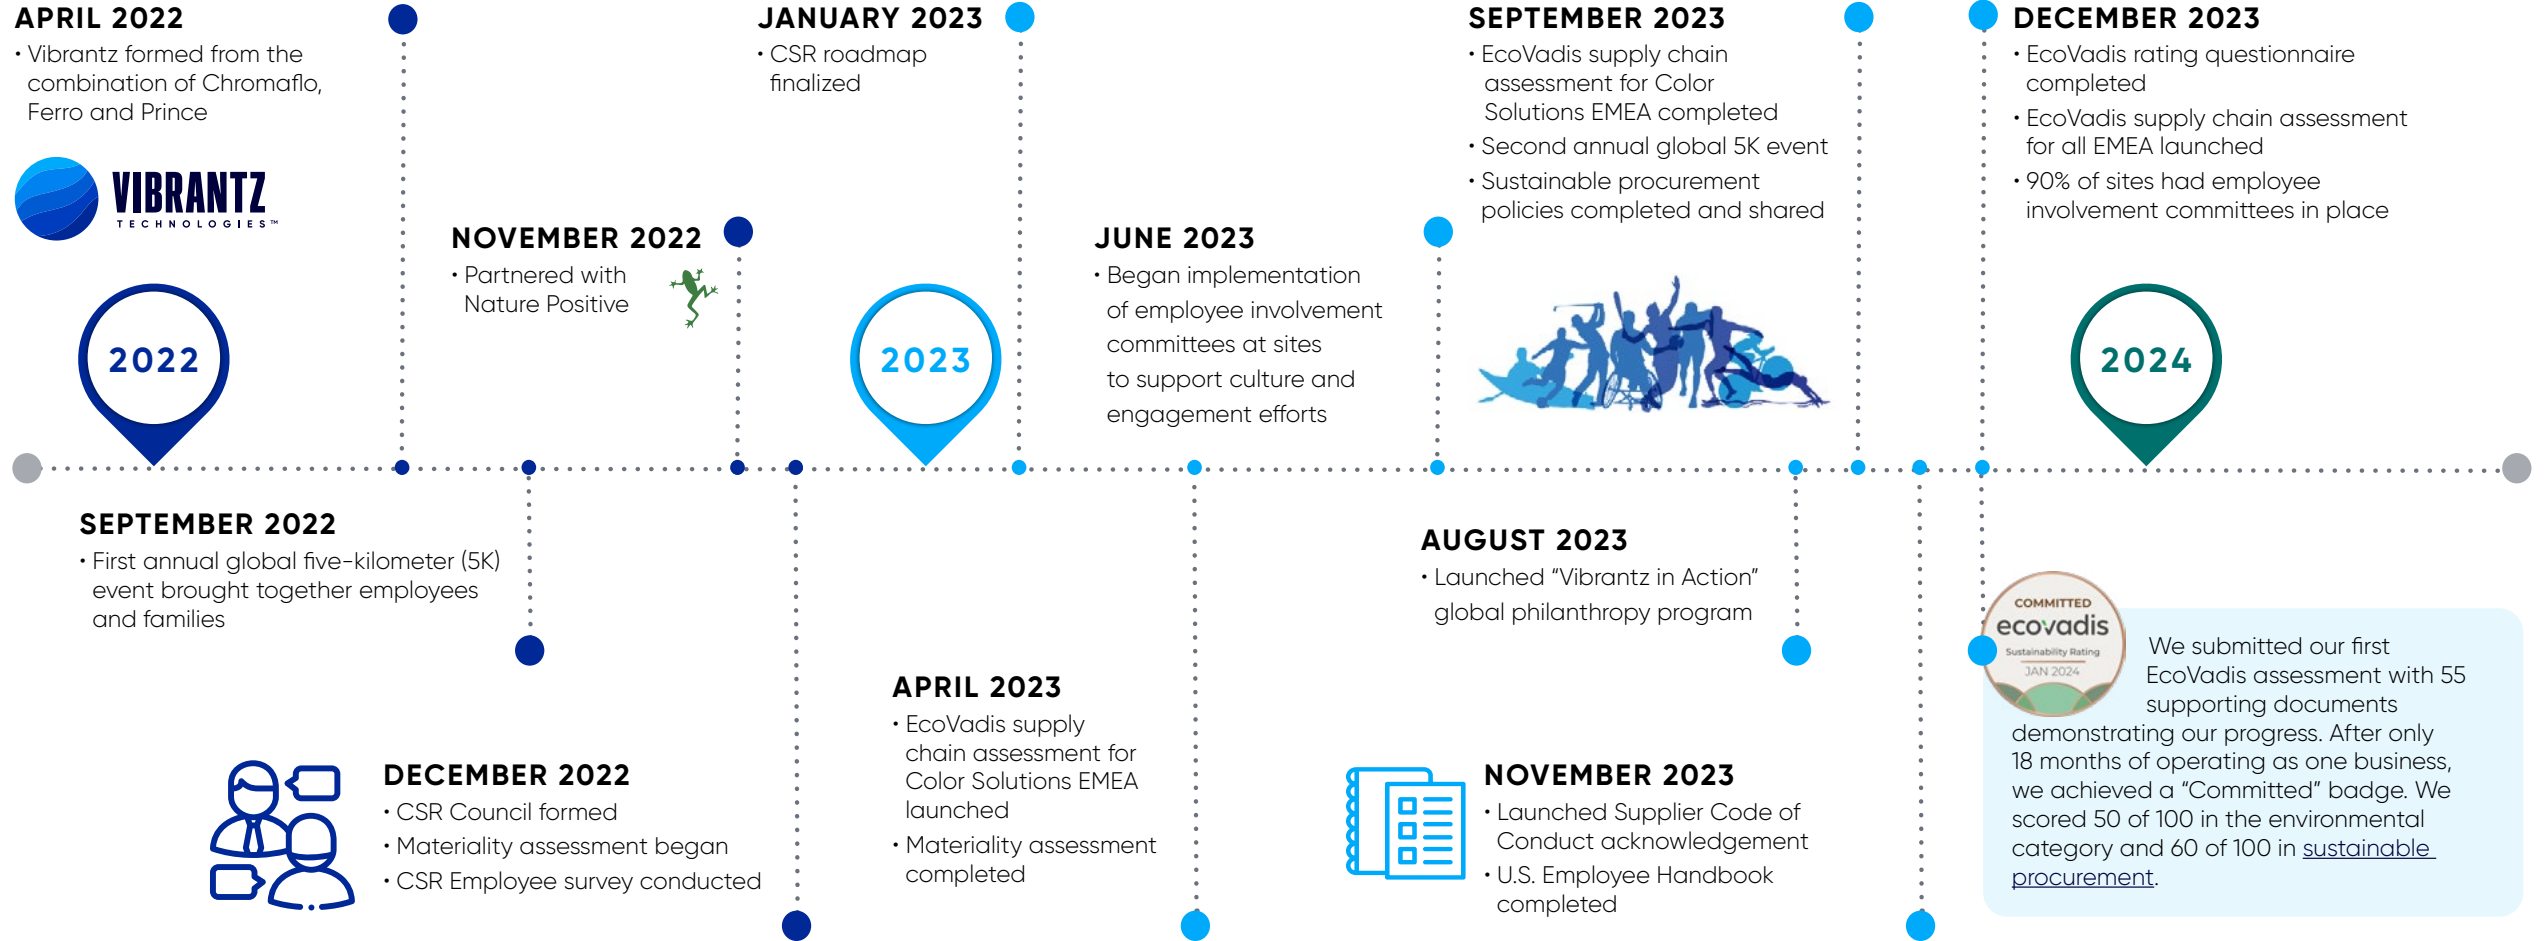 APRIL 2022
• Vibrantz formed from the
combination of Chromaflo,
Ferro and Prince
VIBRANTZ
TECHNOLOGIES™
2022
SEPTEMBER 2022
• First annual global five-kilometer (5K)
event brought together employees
and families
NOVEMBER 2022
• Partnered with
Nature Positive
DECEMBER 2022
• CSR Council formed
• Materiality assessment began
• CSR Employee survey conducted
JANUARY 2023
• CSR roadmap
finalized
2023
APRIL 2023
• EcoVadis supply
chain assessment for
Color Solutions EMEA
launched
• Materiality assessment
completed
JUNE 2023
• Began implementation
of employee involvement
committees at sites
to support culture and
engagement efforts
AUGUST 2023
• Launched “Vibrantz in Action”
global philanthropy program
SEPTEMBER 2023
• EcoVadis supply chain
assessment for Color
Solutions EMEA completed
• Second annual global 5K event
• Sustainable procurement
policies completed and shared
NOVEMBER 2023
• Launched Supplier Code of
Conduct acknowledgement
• U.S. Employee Handbook
completed
DECEMBER 2023
• EcoVadis rating questionnaire
completed
• EcoVadis supply chain assessment
for all EMEA launched
• 90% of sites had employee
involvement committees in place
2024
COMMITTED
ecovadis
Sustainability Rating
JAN 2024
We submitted our first
EcoVadis assessment with 55
supporting documents
demonstrating our progress. After only
18 months of operating as one business,
we achieved a “Committed” badge. We
scored 50 of 100 in the environmental
category and 60 of 100 in sustainable
procurement.